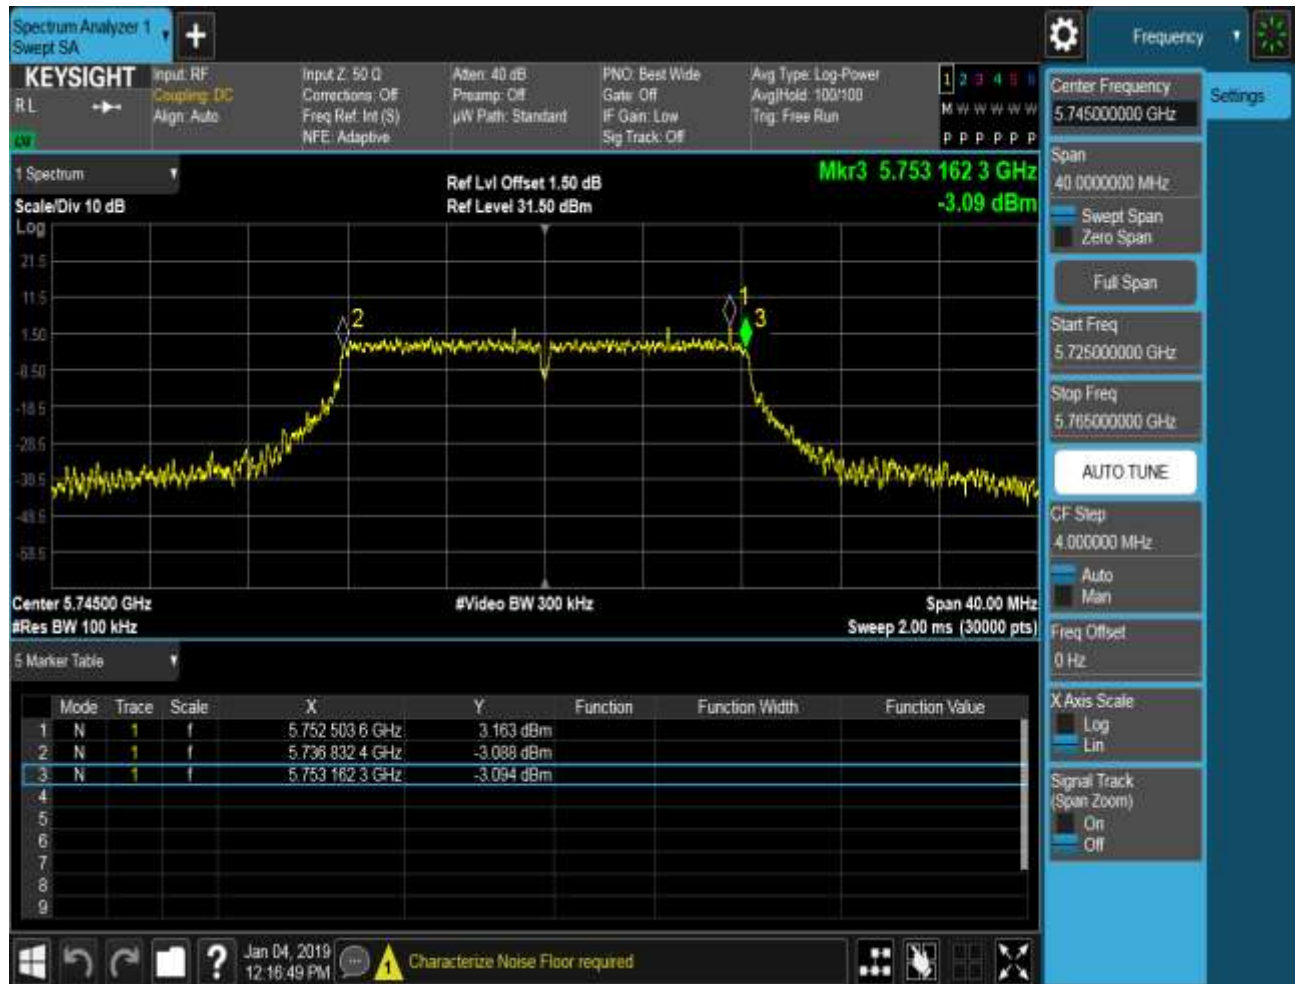 Spectrum Analyzer 1
Swept SA
+
Frequency
KEYSIGHT
RL
Input: RF
Coupling: DC
Align: Auto
Input Z: 50 Ω
Corrections: Off
Freq Ref: Int (S)
NFE: Adaptive
Atten: 40 dB
Preamp: Off
µW Path: Standard
PNO: Best Wide
Gate: Off
IF Gain: Low
Sig Track: Off
Avg Type: Log-Power
Avg|Hold: 100/100
Trig: Free Run
1 2 3 4 5 6
M W W W W W
P P P P P P
1 Spectrum
Scale/Div 10 dB
Log
Ref Lvl Offset 1.50 dB
Ref Level 31.50 dBm
Mkr3 5.753 162 3 GHz
-3.09 dBm
21.5
11.5
1.50
-8.50
-18.5
-28.5
-38.5
-48.5
-58.5
2
1
3
Center 5.74500 GHz
#Res BW 100 kHz
#Video BW 300 kHz
Span 40.00 MHz
Sweep 2.00 ms (30000 pts)
5 Marker Table
Mode Trace Scale X Y Function Function Width Function Value
1 N 1 f 5.752 503 6 GHz 3.163 dBm
2 N 1 f 5.736 832 4 GHz -3.088 dBm
3 N 1 f 5.753 162 3 GHz -3.094 dBm
4
5
6
7
8
9
Center Frequency
5.745000000 GHz
Settings
Span
40.0000000 MHz
Swept Span
Zero Span
Full Span
Start Freq
5.725000000 GHz
Stop Freq
5.765000000 GHz
AUTO TUNE
CF Step
4.000000 MHz
Auto
Man
Freq Offset
0 Hz
X Axis Scale
Log
Lin
Signal Track
(Span Zoom)
On
Off
?
Jan 04, 2019
12:16:49 PM
1
Characterize Noise Floor required